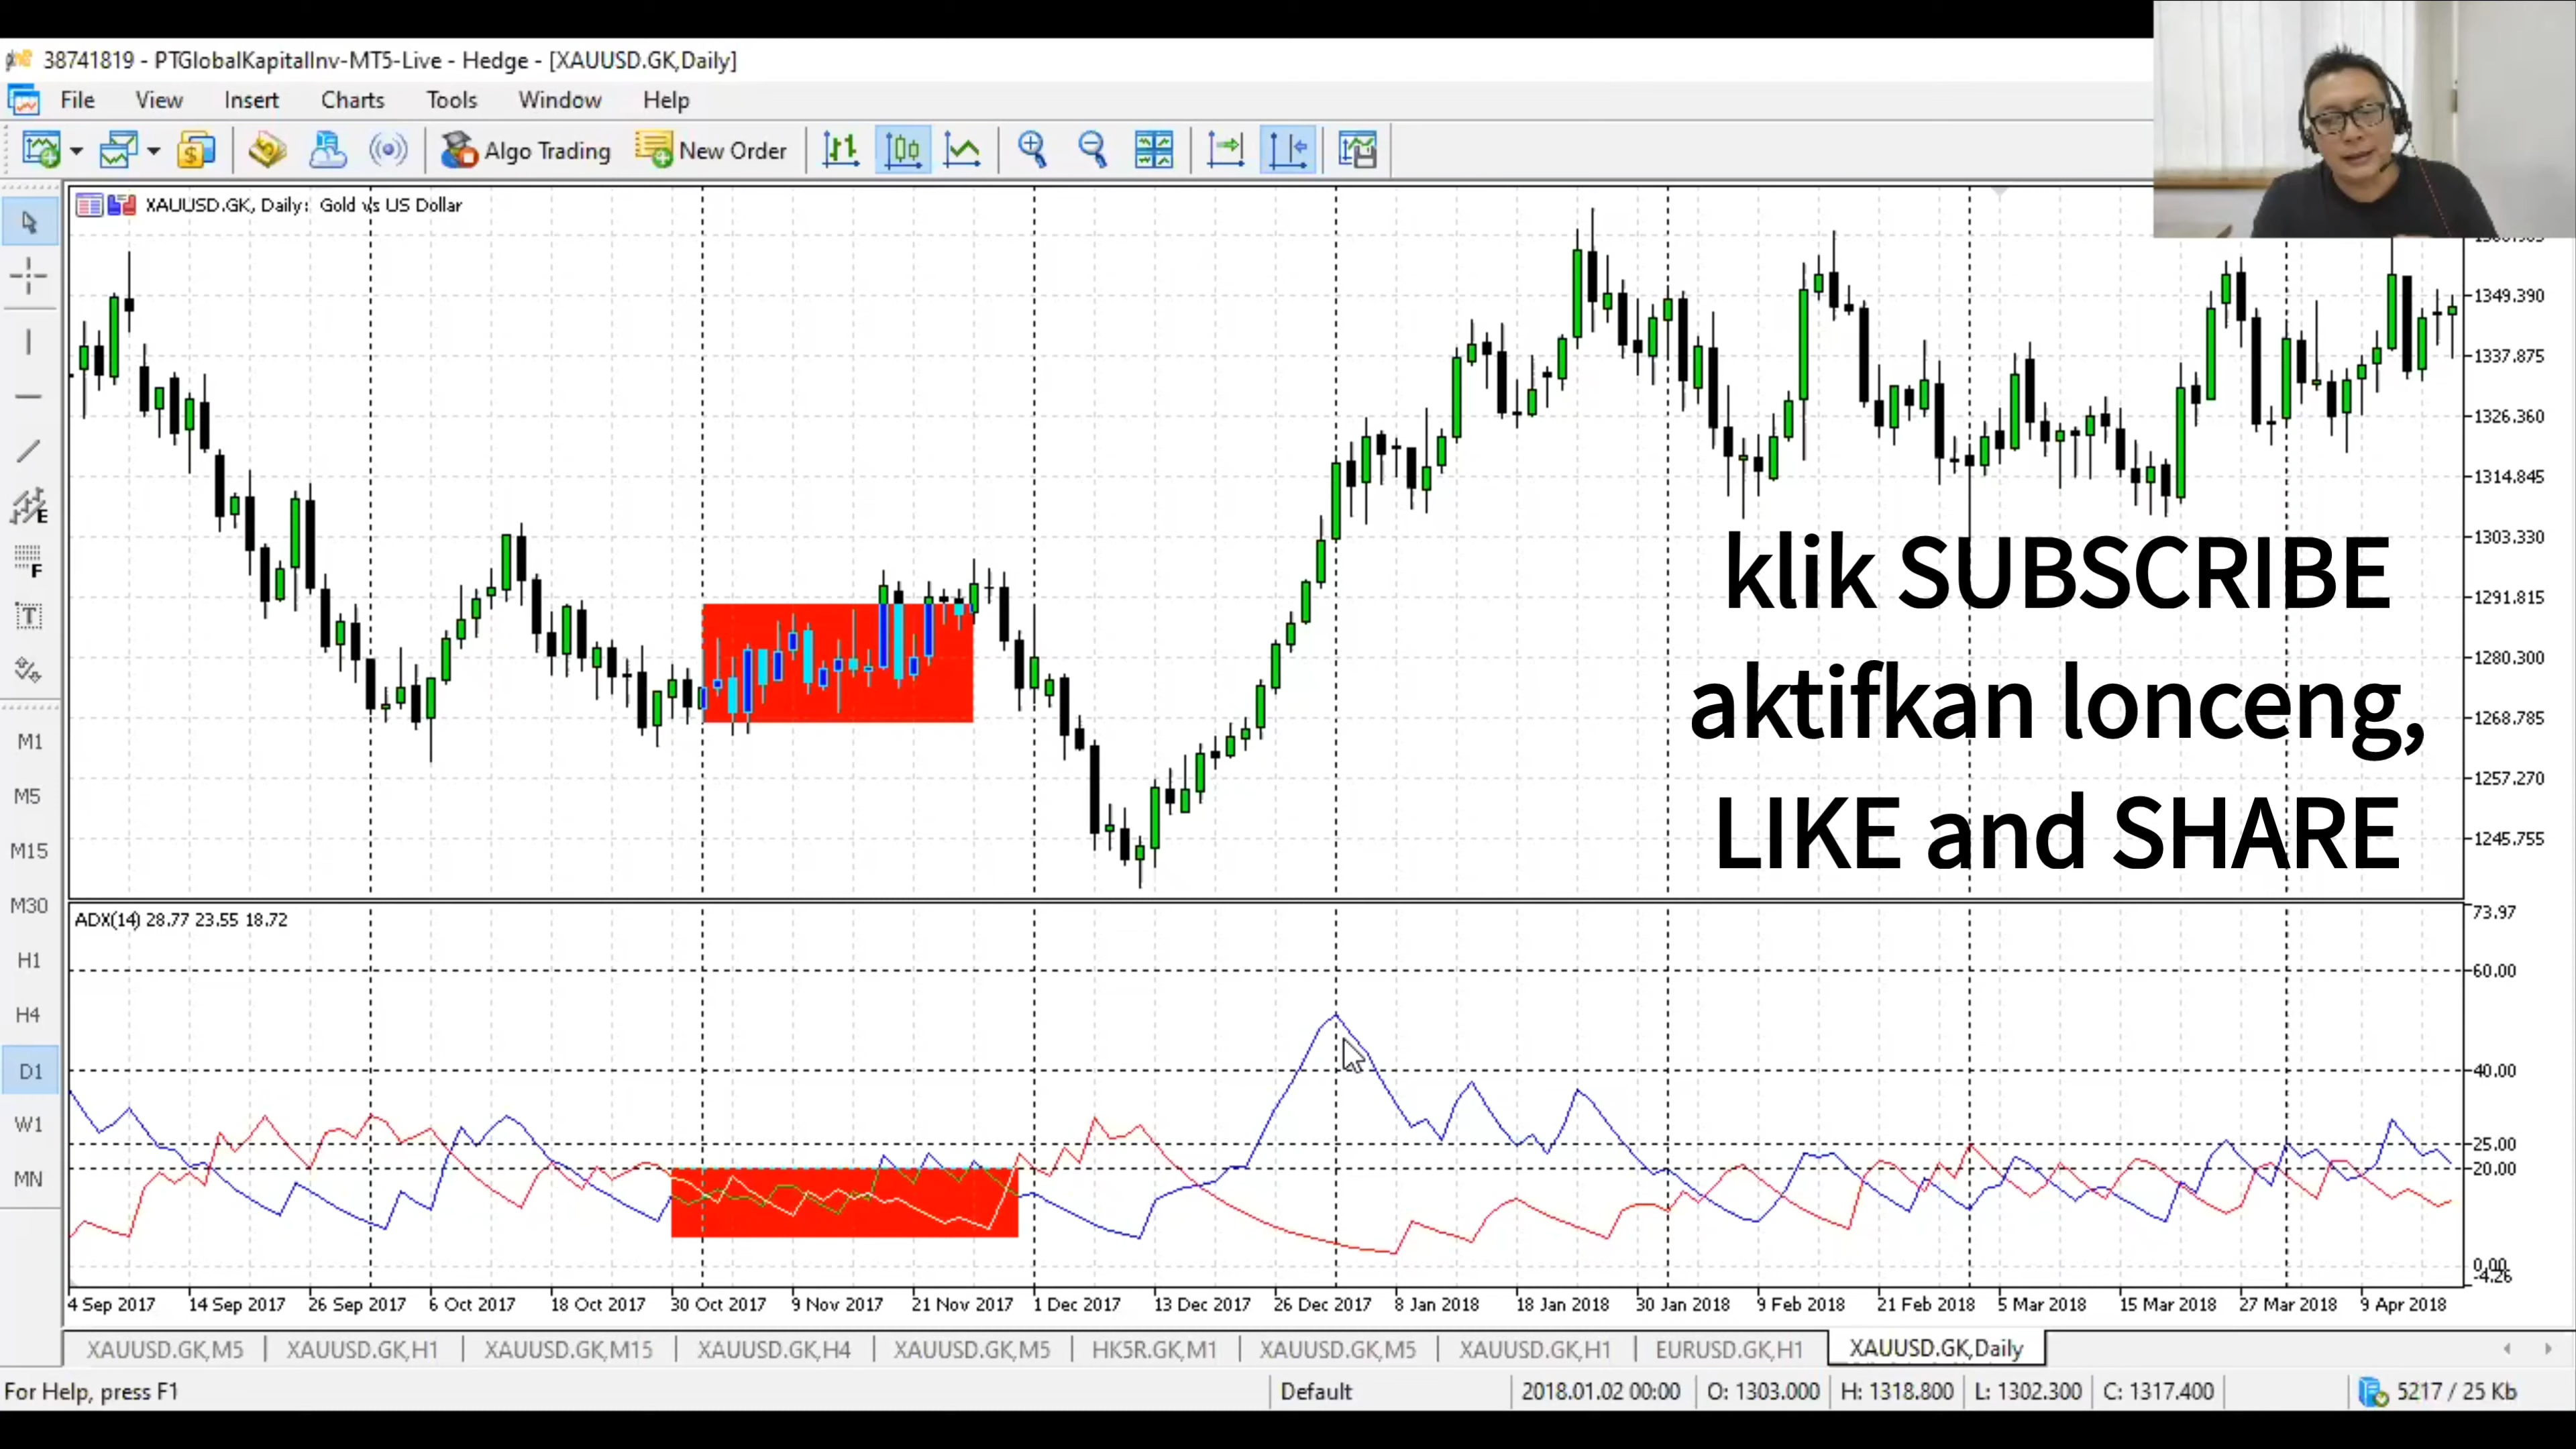 38741819 - PTGlobalKapitalInv-MT5-Live - Hedge - [XAUUSD.GK,Daily]
File View Insert Charts Tools Window Help
Algo Trading New Order
XAUUSD.GK, Daily: Gold vs US Dollar
1349.390
1337.875
1326.360
1314.845
1303.330
1291.815
1280.300
1268.785
1257.270
1245.755
klik SUBSCRIBE
aktifkan lonceng,
LIKE and SHARE
E
F
T
M1
M5
M15
M30
H1
H4
D1
W1
MN
ADX(14) 28.77 23.55 18.72
73.97
60.00
40.00
25.00
20.00
0.00
-4.26
4 Sep 2017 14 Sep 2017 26 Sep 2017 6 Oct 2017 18 Oct 2017 30 Oct 2017 9 Nov 2017 21 Nov 2017 1 Dec 2017 13 Dec 2017 26 Dec 2017 8 Jan 2018 18 Jan 2018 30 Jan 2018 9 Feb 2018 21 Feb 2018 5 Mar 2018 15 Mar 2018 27 Mar 2018 9 Apr 2018
XAUUSD.GK,M5 XAUUSD.GK,H1 XAUUSD.GK,M15 XAUUSD.GK,H4 XAUUSD.GK,M5 HK5R.GK,M1 XAUUSD.GK,M5 XAUUSD.GK,H1 EURUSD.GK,H1 XAUUSD.GK,Daily
For Help, press F1 Default 2018.01.02 00:00 O: 1303.000 H: 1318.800 L: 1302.300 C: 1317.400 5217 / 25 Kb